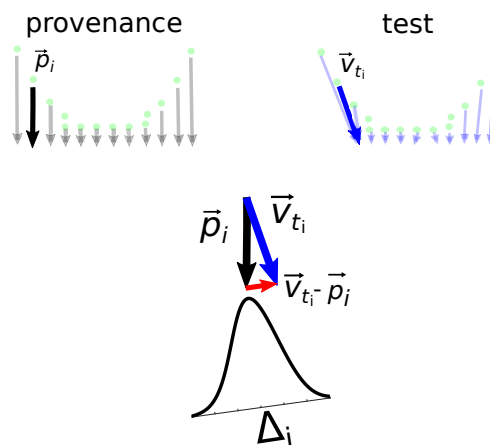 provenance
test
p⃗ᵢ
v⃗ₜᵢ
p⃗ᵢ
v⃗ₜᵢ
v⃗ₜᵢ- p⃗ᵢ
Δᵢ